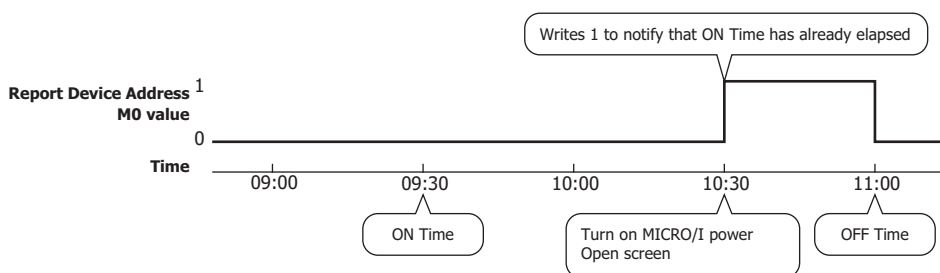 Writes 1 to notify that ON Time has already elapsed
Report Device Address
M0 value
1
0
Time
09:00
09:30
10:00
10:30
11:00
ON Time
Turn on MICRO/I power
Open screen
OFF Time